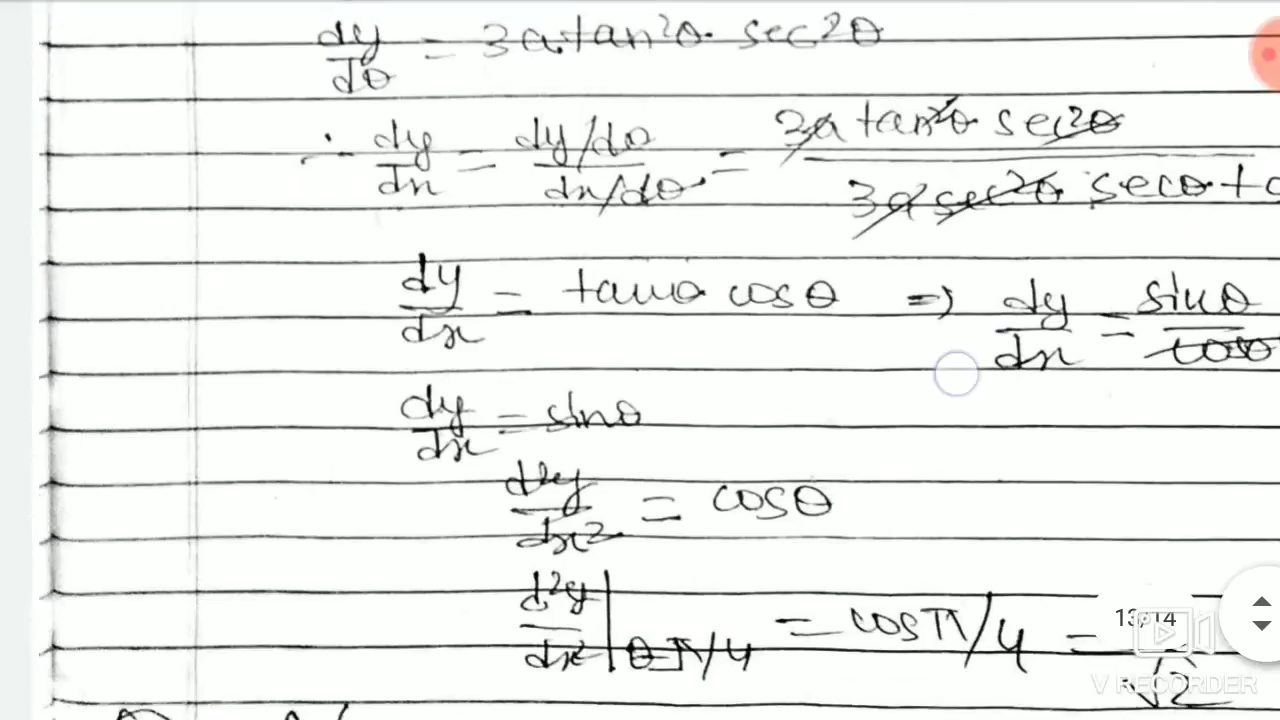 dy/dθ = 3a tan²θ · sec²θ
∴ dy/dx = (dy/dθ)/(dx/dθ) = (3a tan²θ sec²θ)/(3a sec²θ · secθ · ta
dy/dx = tanθ cosθ ⇒ dy/dx = sinθ/cosθ
dy/dx = sinθ
d²y/dx² = cosθ
d²y/dx² | θ=π/4 = cos π/4 =
√2
13/14
V RECORDER